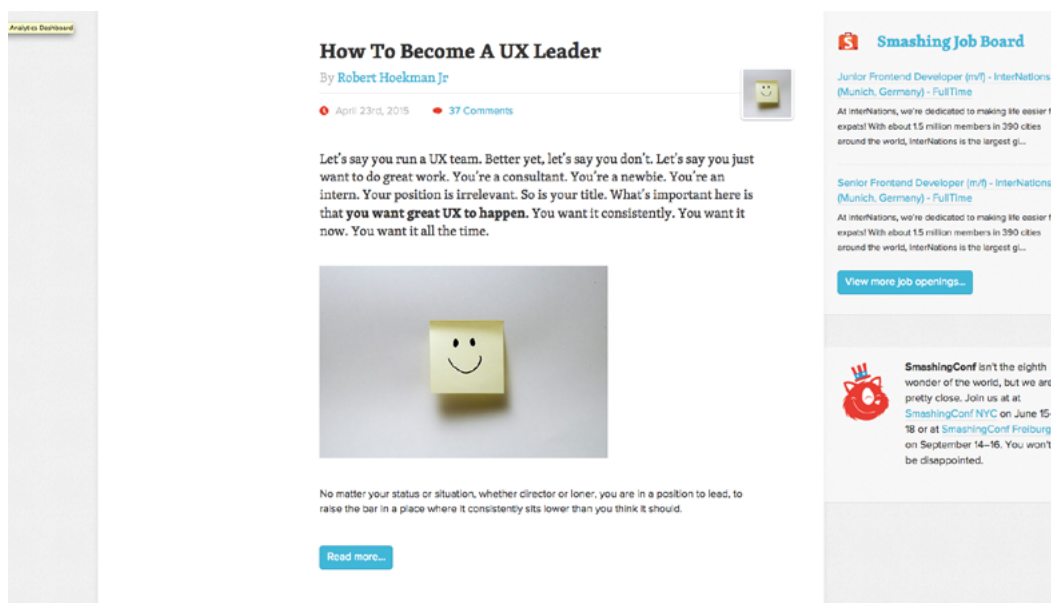 Analytics Dashboard
How To Become A UX Leader
By Robert Hoekman Jr
April 23rd, 2015 37 Comments
Let's say you run a UX team. Better yet, let's say you don't. Let's say you just
want to do great work. You're a consultant. You're a newbie. You're an
intern. Your position is irrelevant. So is your title. What's important here is
that you want great UX to happen. You want it consistently. You want it
now. You want it all the time.
No matter your status or situation, whether director or loner, you are in a position to lead, to
raise the bar in a place where it consistently sits lower than you think it should.
Read more...
S
Smashing Job Board
Junior Frontend Developer (m/f) - InterNations
(Munich, Germany) - FullTime
At InterNations, we're dedicated to making life easier f
expats! With about 1.5 million members in 390 cities
around the world, InterNations is the largest gl...
Senior Frontend Developer (m/f) - InterNations
(Munich, Germany) - FullTime
At InterNations, we're dedicated to making life easier f
expats! With about 1.5 million members in 390 cities
around the world, InterNations is the largest gl...
View more job openings...
SmashingConf isn't the eighth
wonder of the world, but we are
pretty close. Join us at at
SmashingConf NYC on June 15-
18 or at SmashingConf Freiburg
on September 14–16. You won't
be disappointed.